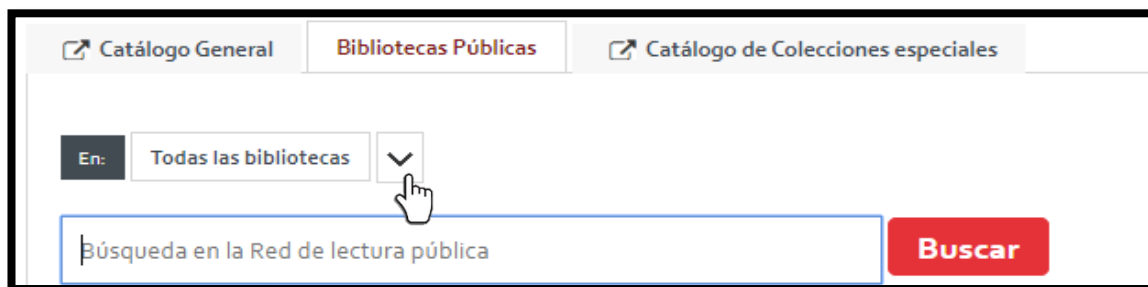 Catálogo General
Bibliotecas Públicas
Catálogo de Colecciones especiales
En:
Todas las bibliotecas
Búsqueda en la Red de lectura pública
Buscar